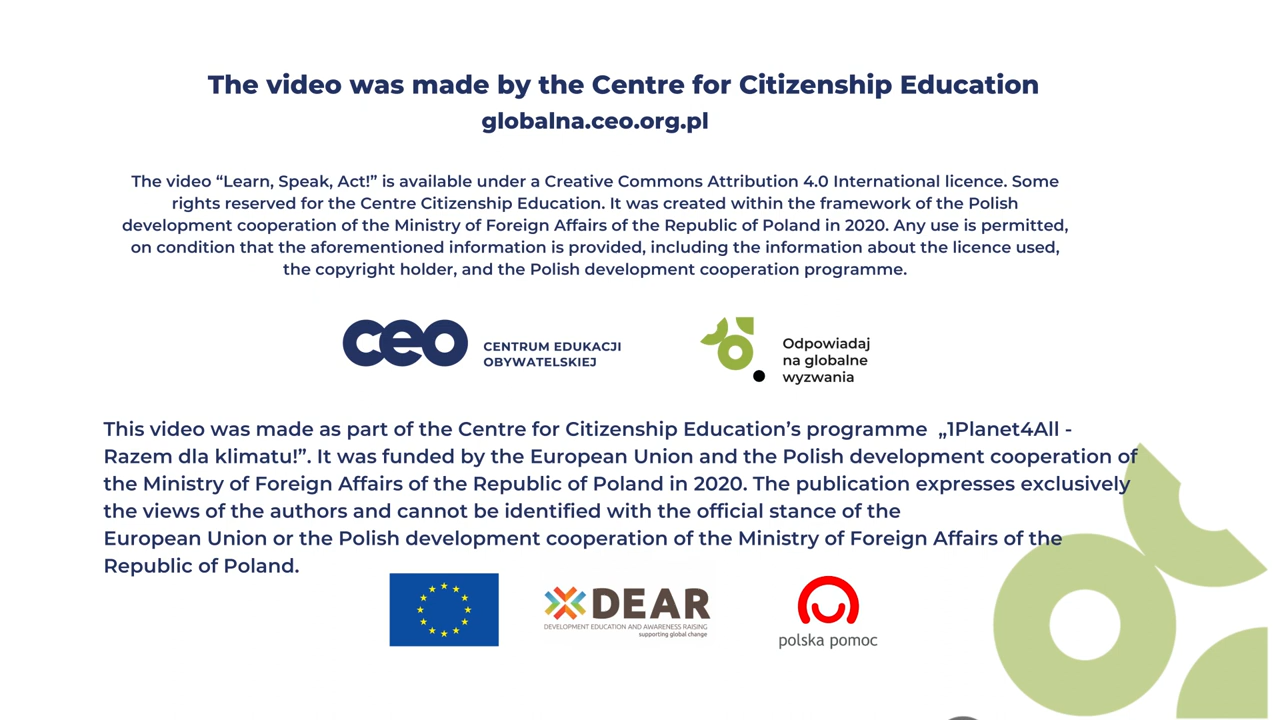 The video was made by the Centre for Citizenship Education
globalna.ceo.org.pl
The video “Learn, Speak, Act!” is available under a Creative Commons Attribution 4.0 International licence. Some
rights reserved for the Centre Citizenship Education. It was created within the framework of the Polish
development cooperation of the Ministry of Foreign Affairs of the Republic of Poland in 2020. Any use is permitted,
on condition that the aforementioned information is provided, including the information about the licence used,
the copyright holder, and the Polish development cooperation programme.
ceo
CENTRUM EDUKACJI
OBYWATELSKIEJ
Odpowiadaj
na globalne
wyzwania
This video was made as part of the Centre for Citizenship Education’s programme „1Planet4All -
Razem dla klimatu!”. It was funded by the European Union and the Polish development cooperation of
the Ministry of Foreign Affairs of the Republic of Poland in 2020. The publication expresses exclusively
the views of the authors and cannot be identified with the official stance of the
European Union or the Polish development cooperation of the Ministry of Foreign Affairs of the
Republic of Poland.
DEAR
DEVELOPMENT EDUCATION AND AWARENESS RAISING
supporting global change
polska pomoc